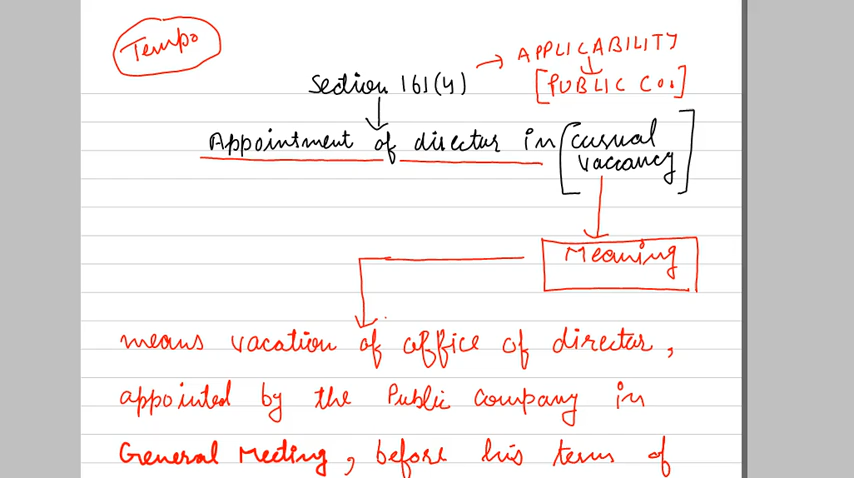 Tempo
Section 161(4) → APPLICABILITY
[PUBLIC CO.]
Appointment of director in [casual
vaccancy]
Meaning
means vacation of office of director,
appointed by the Public company in
General Meeting, before his term of